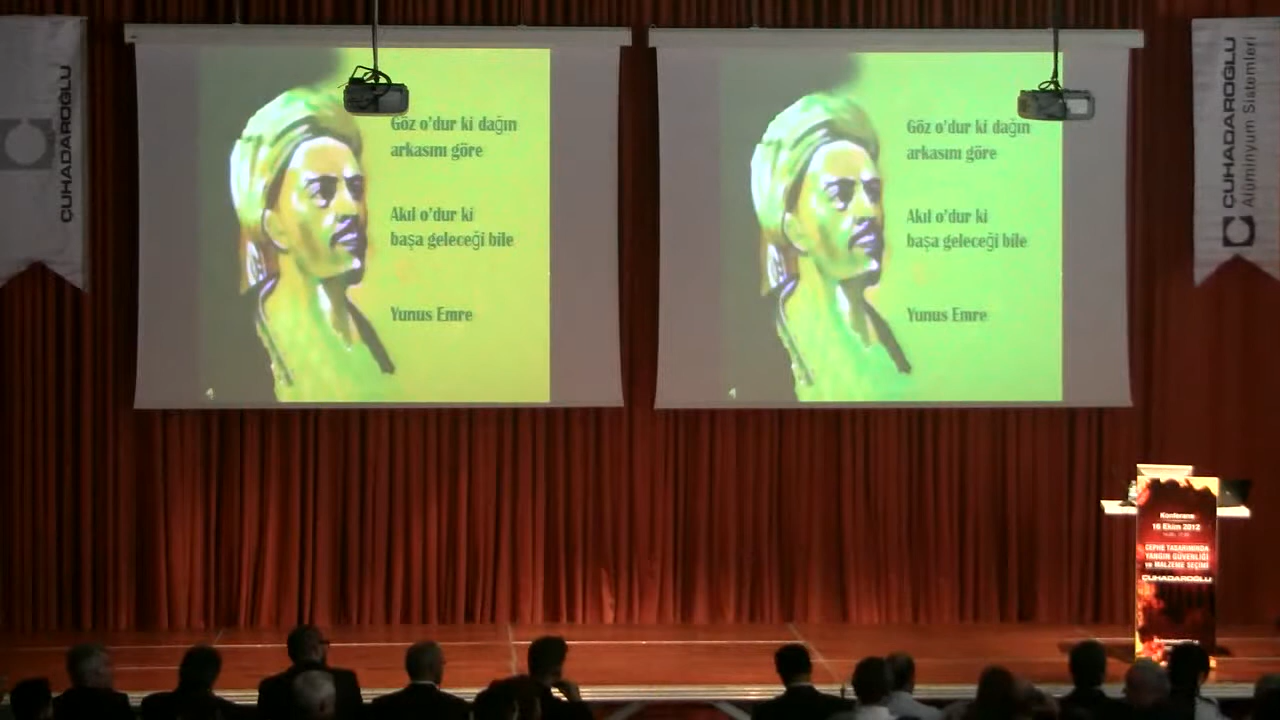 ÇUHADAROĞLU
Göz o'dur ki dağın
arkasını göre
Akıl o'dur ki
başa geleceği bile
Yunus Emre
4
Göz o'dur ki dağın
arkasını göre
Akıl o'dur ki
başa geleceği bile
Yunus Emre
4
ÇUHADAROĞLU
Alüminyum Sistemleri
Konferans
16 Ekim 2012
CEPHE TASARIMINDA
YANGIN GÜVENLİĞİ
ve MALZEME SEÇİMİ
ÇUHADAROĞLU